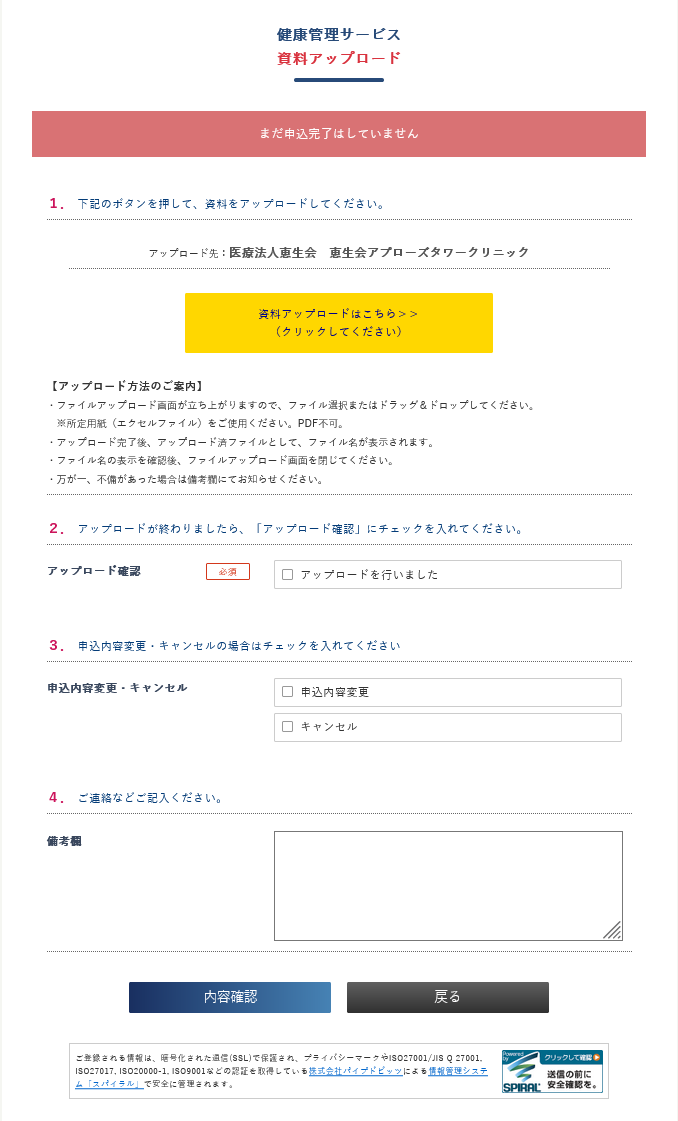 健康管理サービス
資料アップロード
まだ申込完了はしていません
1. 下記のボタンを押して、資料をアップロードしてください。
アップロード先：医療法人恵生会　恵生会アプローズタワークリニック
資料アップロードはこちら＞＞
（クリックしてください）
【アップロード方法のご案内】
・ファイルアップロード画面が立ち上がりますので、ファイル選択またはドラッグ＆ドロップしてください。
※所定用紙（エクセルファイル）をご使用ください。PDF不可。
・アップロード完了後、アップロード済ファイルとして、ファイル名が表示されます。
・ファイル名の表示を確認後、ファイルアップロード画面を閉じてください。
・万が一、不備があった場合は備考欄にてお知らせください。
2. アップロードが終わりましたら、「アップロード確認」にチェックを入れてください。
アップロード確認 必須 アップロードを行いました
3. 申込内容変更・キャンセルの場合はチェックを入れてください
申込内容変更・キャンセル 申込内容変更
キャンセル
4. ご連絡などご記入ください。
備考欄
内容確認 戻る
ご登録される情報は、暗号化された通信(SSL)で保護され、プライバシーマークやISO27001/JIS Q 27001,
ISO27017, ISO20000-1, ISO9001などの認証を取得している株式会社パイプドビッツによる情報管理システ
ム「スパイラル」で安全に管理されます。
Powered by クリックして確認
SPIRAL 送信の前に
安全確認を。